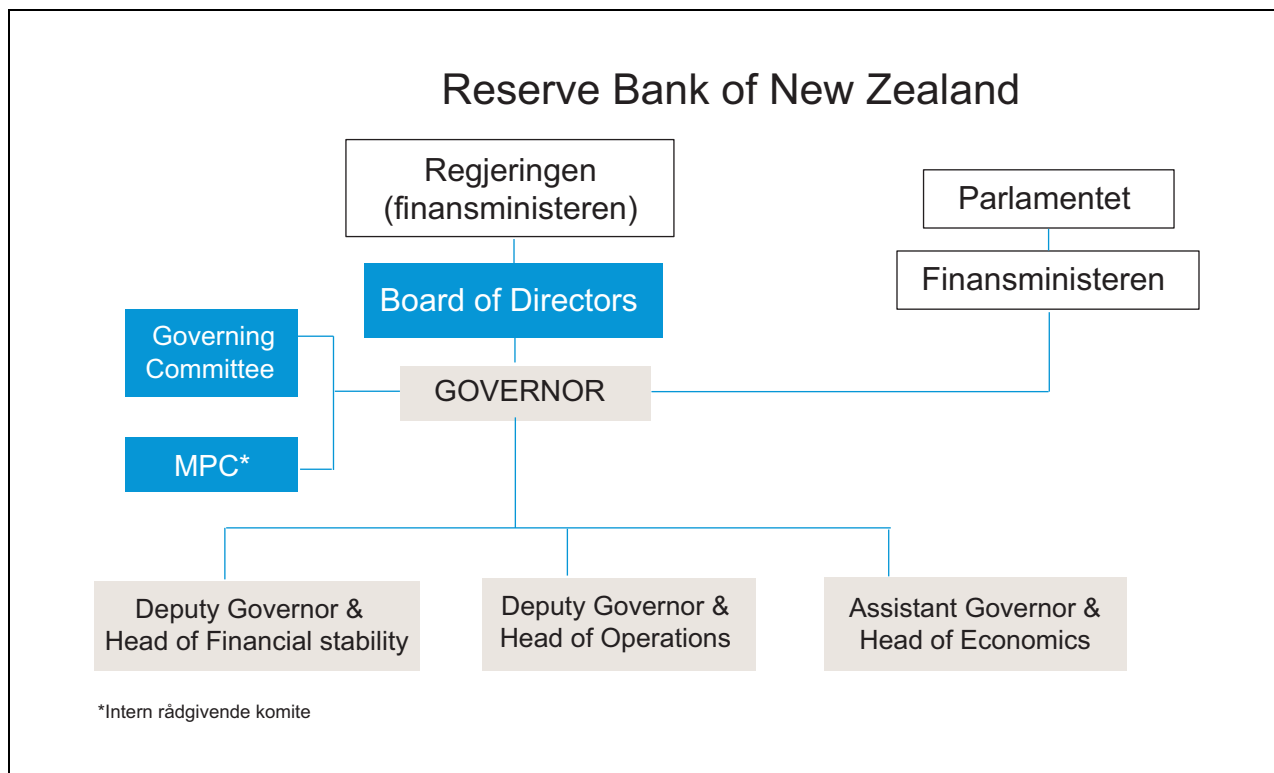 Reserve Bank of New Zealand
Regjeringen
(finansministeren)
Parlamentet
Finansministeren
Board of Directors
Governing
Committee
GOVERNOR
MPC*
Deputy Governor &
Head of Financial stability
Deputy Governor &
Head of Operations
Assistant Governor &
Head of Economics
*Intern rådgivende komite